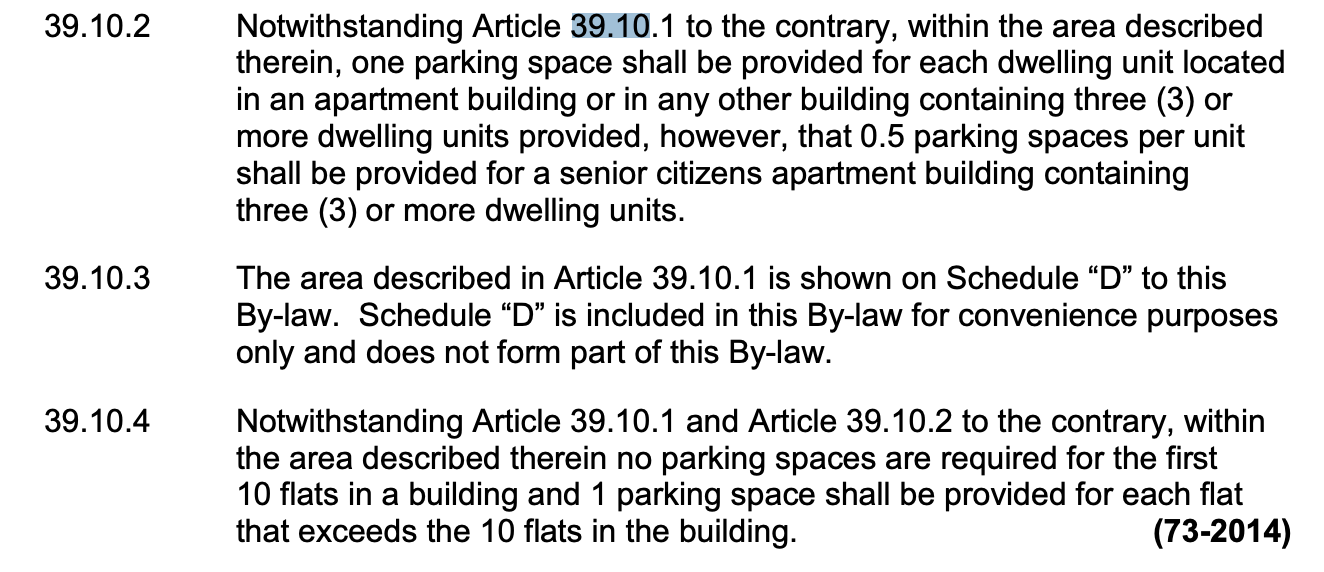 39.10.2 Notwithstanding Article 39.10.1 to the contrary, within the area described
therein, one parking space shall be provided for each dwelling unit located
in an apartment building or in any other building containing three (3) or
more dwelling units provided, however, that 0.5 parking spaces per unit
shall be provided for a senior citizens apartment building containing
three (3) or more dwelling units.
39.10.3 The area described in Article 39.10.1 is shown on Schedule “D” to this
By-law. Schedule “D” is included in this By-law for convenience purposes
only and does not form part of this By-law.
39.10.4 Notwithstanding Article 39.10.1 and Article 39.10.2 to the contrary, within
the area described therein no parking spaces are required for the first
10 flats in a building and 1 parking space shall be provided for each flat
that exceeds the 10 flats in the building. (73-2014)